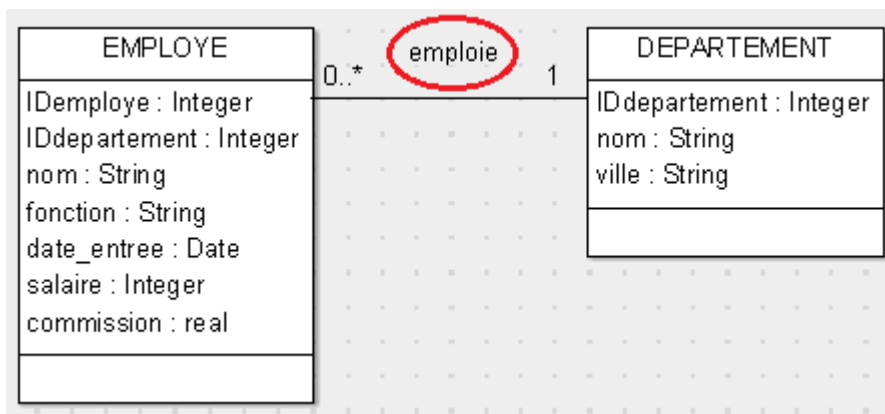 EMPLOYE
IDemploye : Integer
IDdepartement : Integer
nom : String
fonction : String
date_entree : Date
salaire : Integer
commission : real
emploie
0..*
1
DEPARTEMENT
IDdepartement : Integer
nom : String
ville : String